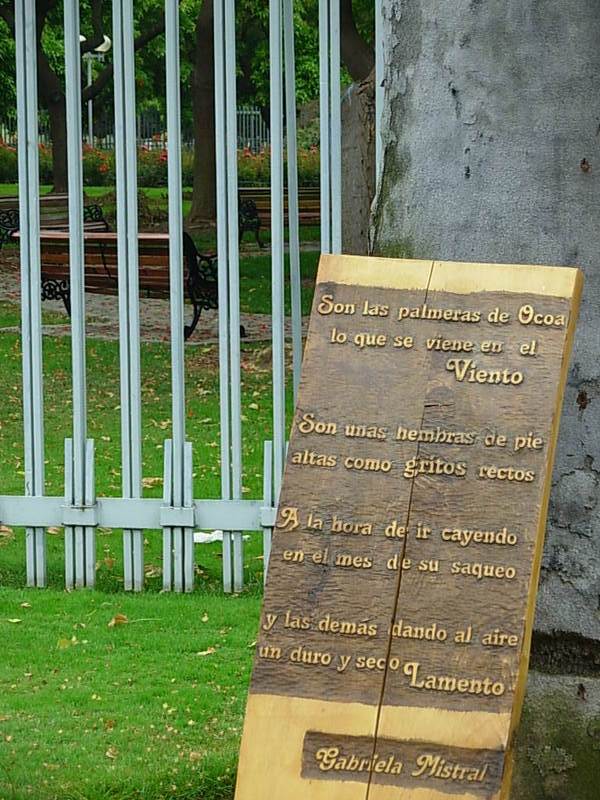 Son las palmeras de Ocoa
lo que se viene en el
Viento
Son unas hembras de pie
altas como gritos rectos
A la hora de ir cayendo
en el mes de su saqueo
y las demás dando al aire
un duro y seco Lamento
Gabriela Mistral